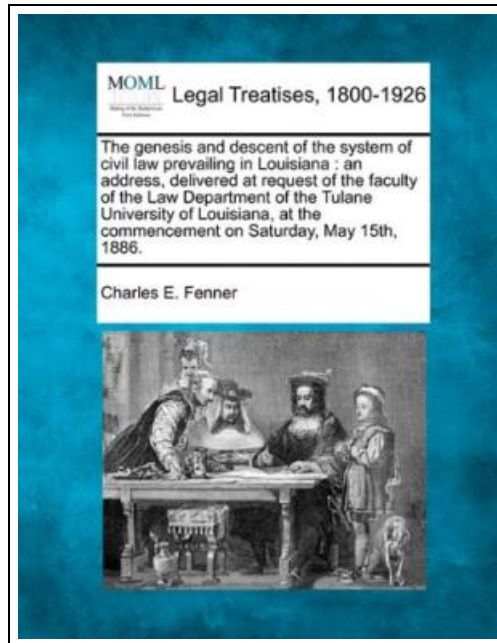 MOML
Legal Treatises, 1800-1926
The genesis and descent of the system of
civil law prevailing in Louisiana : an
address, delivered at request of the faculty
of the Law Department of the Tulane
University of Louisiana, at the
commencement on Saturday, May 15th,
1886.
Charles E. Fenner